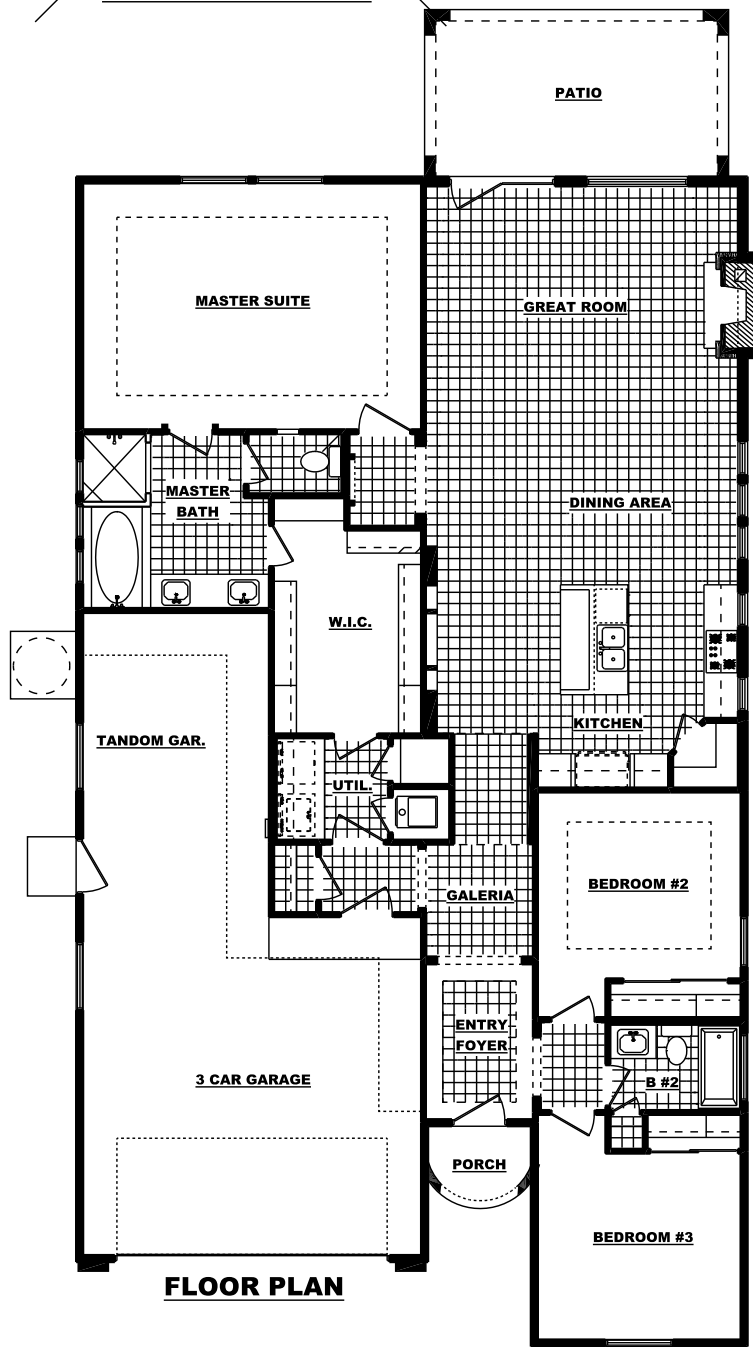 PATIO
MASTER SUITE
GREAT ROOM
MASTER
BATH
DINING AREA
W.I.C.
KITCHEN
TANDOM GAR.
UTIL.
BEDROOM #2
GALERIA
ENTRY
FOYER
3 CAR GARAGE
B #2
PORCH
BEDROOM #3
FLOOR PLAN